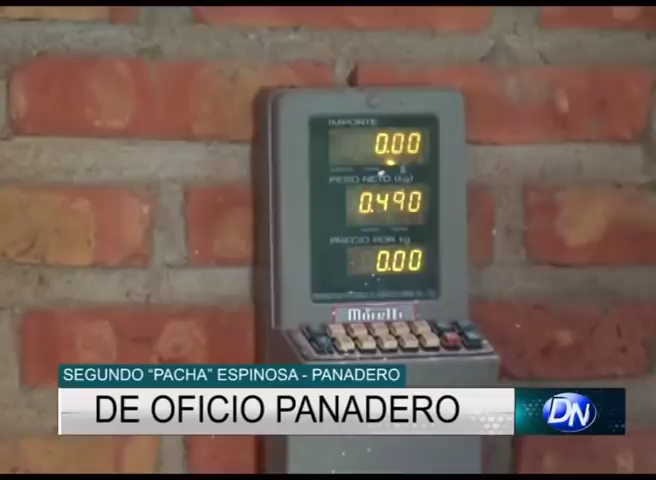 IMPORTE
0.00
PESO NETO (Kg)
0.490
PRECIO POR
0.00
Moretti
SEGUNDO “PACHA” ESPINOSA - PANADERO
DE OFICIO PANADERO
DN